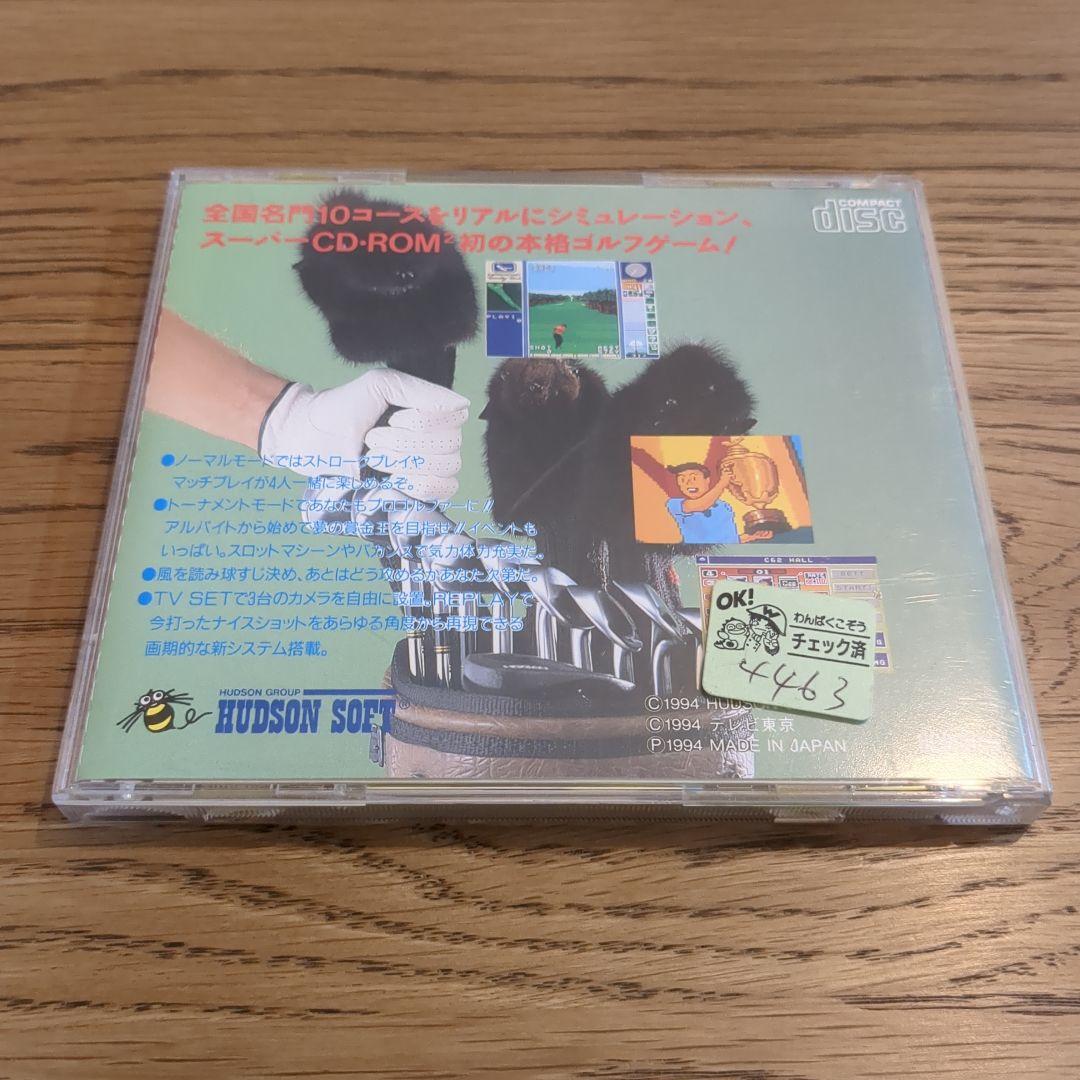 全国名門10コースをリアルにシミュレーション、
スーパーCD・ROM²初の本格ゴルフゲーム!
COMPACT
disc
PLAY1
SHOT
BEST
●ノーマルモードではストロークプレイや
マッチプレイが4人一緒に楽しめるぞ。
●トーナメントモードであなたもプロゴルファーに!!
アルバイトから始めて夢の賞金王を目指せ!!イベントも
いっぱい。スロットマシーンやバカンスで気力体力充実だ。
●風を読み球すじ決め、あとはどう攻めるかあなた次第だ。
●TV SETで3台のカメラを自由に設置。REPLAYで
今打ったナイスショットをあらゆる角度から再現できる
画期的な新システム搭載。
CG2 HALL
BET1
START
OK!
わんぱくこぞう
チェック済
HUDSON GROUP
HUDSON SOFT®
Ⓒ1994 HUDSON
Ⓒ1994 テレビ東京
Ⓟ1994 MADE IN JAPAN